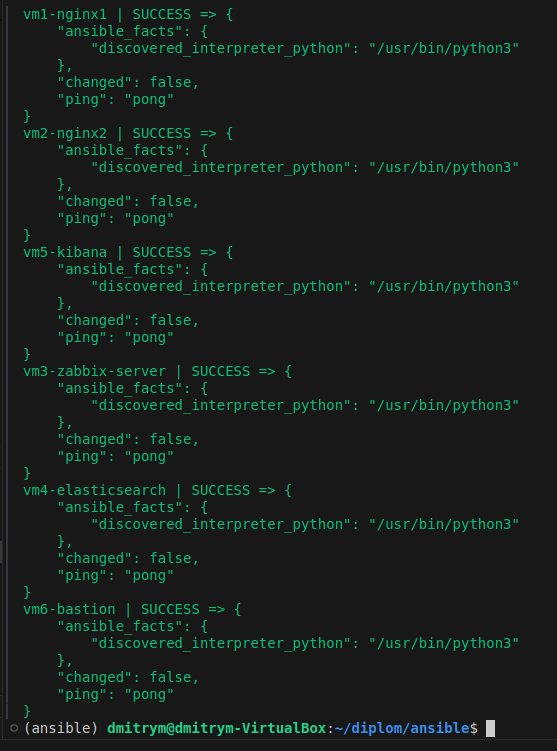 vm1-nginx1 | SUCCESS => {
    "ansible_facts": {
        "discovered_interpreter_python": "/usr/bin/python3"
    },
    "changed": false,
    "ping": "pong"
}
vm2-nginx2 | SUCCESS => {
    "ansible_facts": {
        "discovered_interpreter_python": "/usr/bin/python3"
    },
    "changed": false,
    "ping": "pong"
}
vm5-kibana | SUCCESS => {
    "ansible_facts": {
        "discovered_interpreter_python": "/usr/bin/python3"
    },
    "changed": false,
    "ping": "pong"
}
vm3-zabbix-server | SUCCESS => {
    "ansible_facts": {
        "discovered_interpreter_python": "/usr/bin/python3"
    },
    "changed": false,
    "ping": "pong"
}
vm4-elasticsearch | SUCCESS => {
    "ansible_facts": {
        "discovered_interpreter_python": "/usr/bin/python3"
    },
    "changed": false,
    "ping": "pong"
}
vm6-bastion | SUCCESS => {
    "ansible_facts": {
        "discovered_interpreter_python": "/usr/bin/python3"
    },
    "changed": false,
    "ping": "pong"
}
(ansible) dmitrym@dmitrym-VirtualBox:~/diplom/ansible$